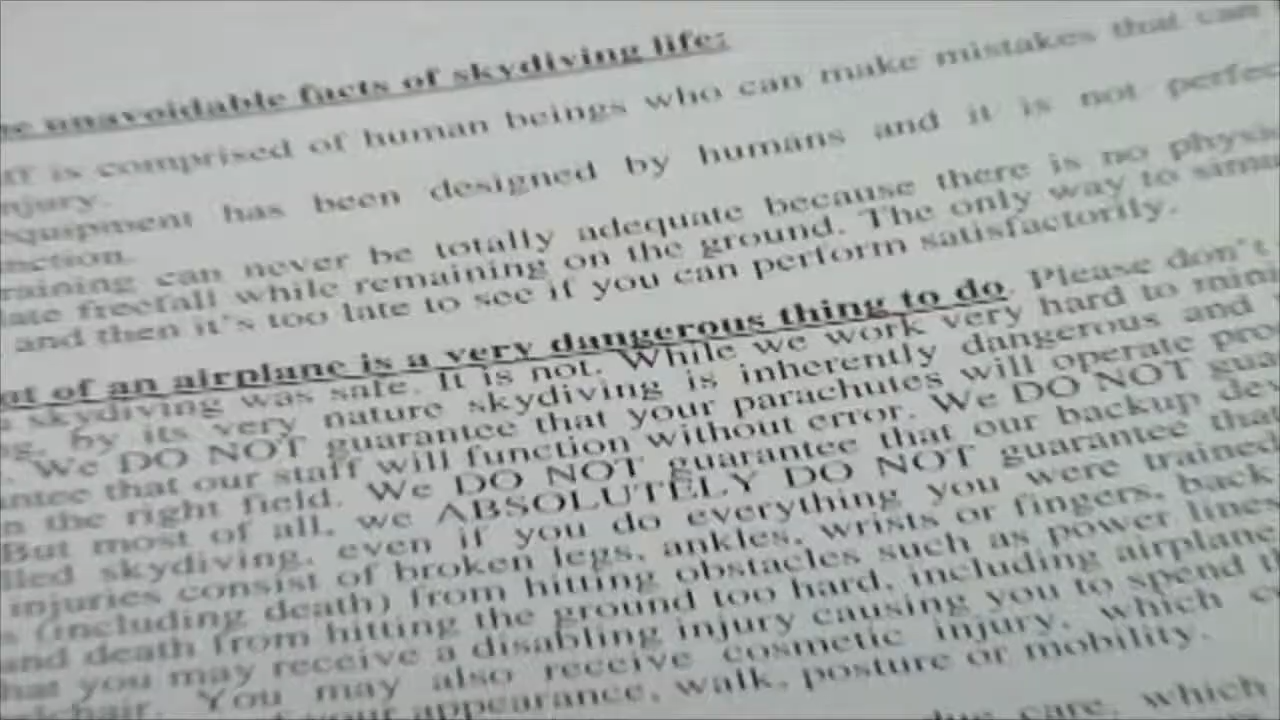 unavoidable facts of skydiving life:
is comprised of human beings who can make mistakes that can
njury.
quipment has been designed by humans and it is not perfec
nction.
raining can never be totally adequate because there is no physic
late freefall while remaining on the ground. The only way to simu
and then it's too late to see if you can perform satisfactorily.
of an airplane is a very dangerous thing to do. Please don't
skydiving was safe. It is not. While we work very hard to mini
by its very nature skydiving is inherently dangerous and
We DO NOT guarantee that your parachutes will operate pro
antee that our staff will function without error. We DO NOT gua
n the right field. We DO NOT guarantee that our backup dev
But most of all, we ABSOLUTELY DO NOT guarantee that
lled skydiving, even if you do everything you were trained
injuries consist of broken legs, ankles, wrists or fingers, back
(including death) from hitting obstacles such as power lines
and death from hitting the ground too hard, including airplane
hat you may receive a disabling injury causing you to spend t
lchair. You may also receive cosmetic injury, which c
your appearance, walk, posture or mobility.
care, which